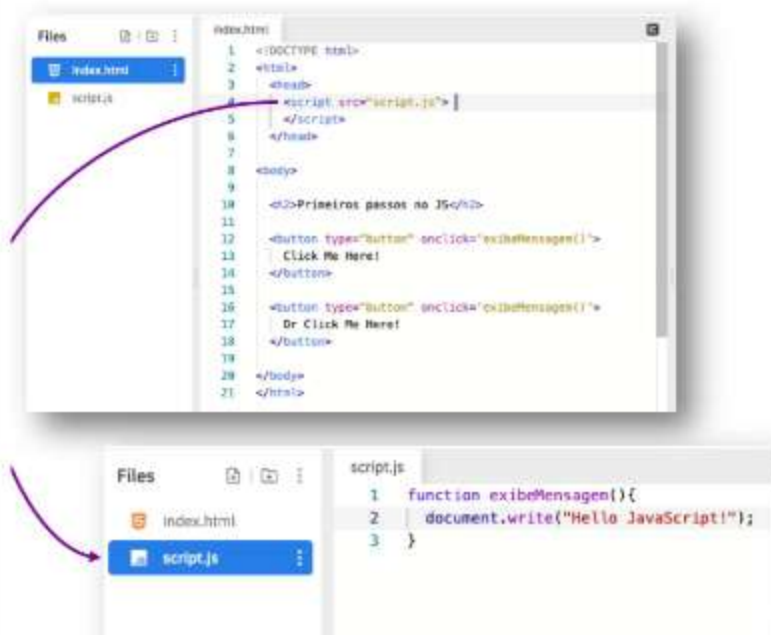 Files
index.html
script.js
index.html
1 <!DOCTYPE html>
2 <html>
3 <head>
4 <script src="script.js">
5 </script>
6 </head>
7
8 <body>
9
10 <h2>Primeiros passos no JS</h2>
11
12 <button type="button" onclick='exibeMensagem()'>
13 Click Me Here!
14 </button>
15
16 <button type="button" onclick='exibeMensagem()'>
17 Or Click Me Here!
18 </button>
19
20 </body>
21 </html>
Files
index.html
script.js
script.js
1 function exibeMensagem(){
2 document.write("Hello JavaScript!");
3 }